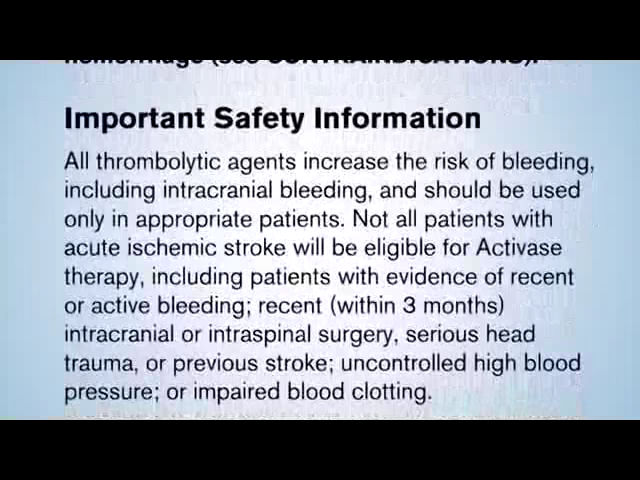 Important Safety Information
All thrombolytic agents increase the risk of bleeding,
including intracranial bleeding, and should be used
only in appropriate patients. Not all patients with
acute ischemic stroke will be eligible for Activase
therapy, including patients with evidence of recent
or active bleeding; recent (within 3 months)
intracranial or intraspinal surgery, serious head
trauma, or previous stroke; uncontrolled high blood
pressure; or impaired blood clotting.